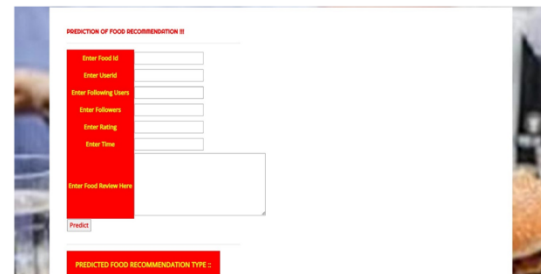 PREDICTION OF FOOD RECOMMENDATION !!!
Enter Food Id
Enter UserId
Enter Following Users
Enter Followers
Enter Rating
Enter Time
Enter Food Review Here
Predict
PREDICTED FOOD RECOMMENDATION TYPE ::